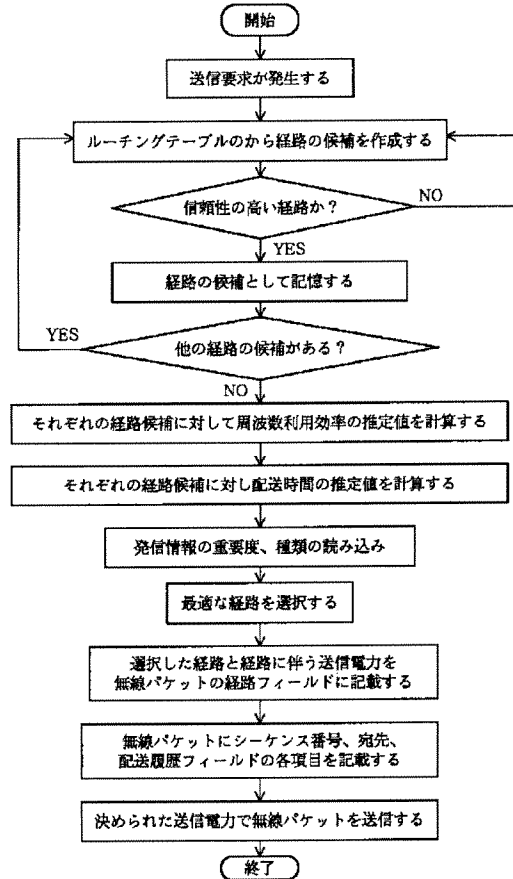 開始
送信要求が発生する
ルーチングテーブルのから経路の候補を作成する
信頼性の高い経路か？
NO
YES
経路の候補として記憶する
YES
他の経路の候補がある？
NO
それぞれの経路候補に対して周波数利用効率の推定値を計算する
それぞれの経路候補に対し配送時間の推定値を計算する
発信情報の重要度、種類の読み込み
最適な経路を選択する
選択した経路と経路に伴う送信電力を
無線パケットの経路フィールドに記載する
無線パケットにシーケンス番号、宛先、
配送履歴フィールドの各項目を記載する
決められた送信電力で無線パケットを送信する
終了